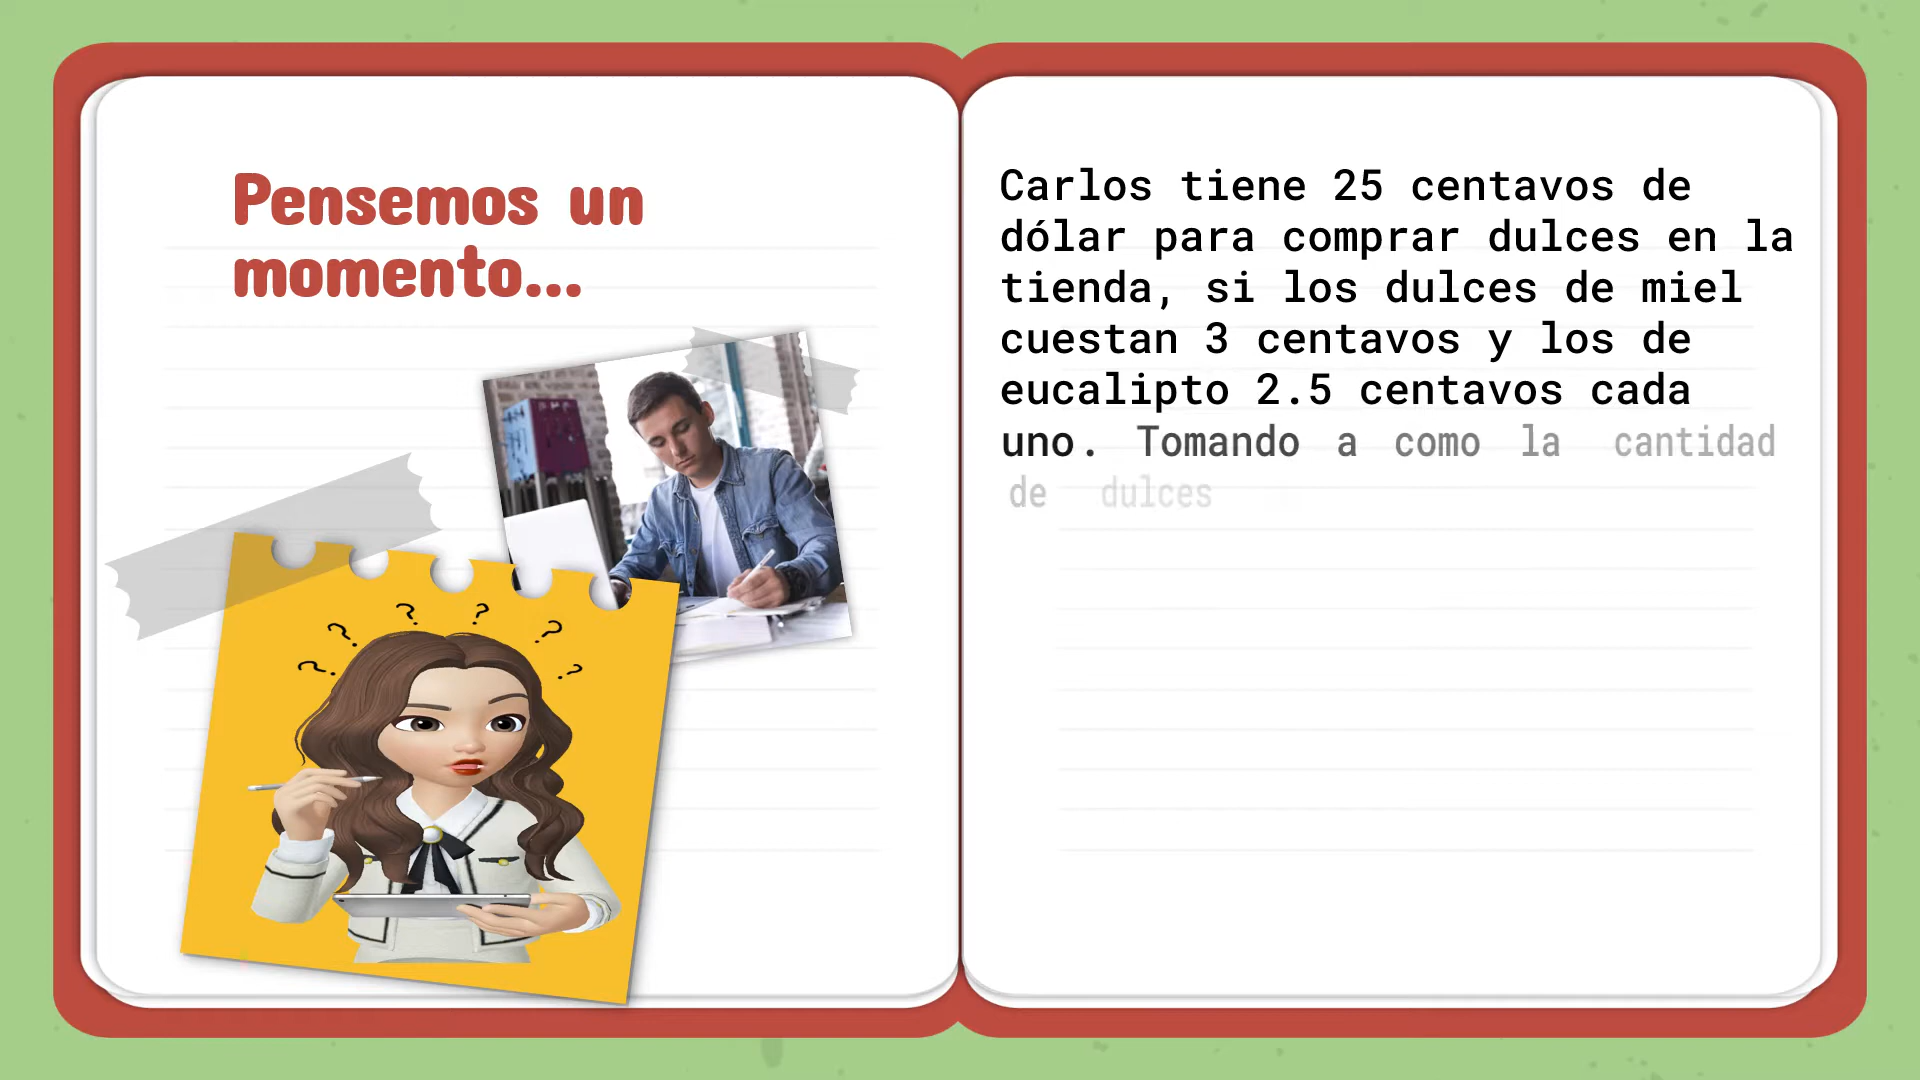 Pensemos un
momento...
Carlos tiene 25 centavos de
dólar para comprar dulces en la
tienda, si los dulces de miel
cuestan 3 centavos y los de
eucalipto 2.5 centavos cada
uno. Tomando a como la cantidad
de dulces
? ? ? ? ? ?